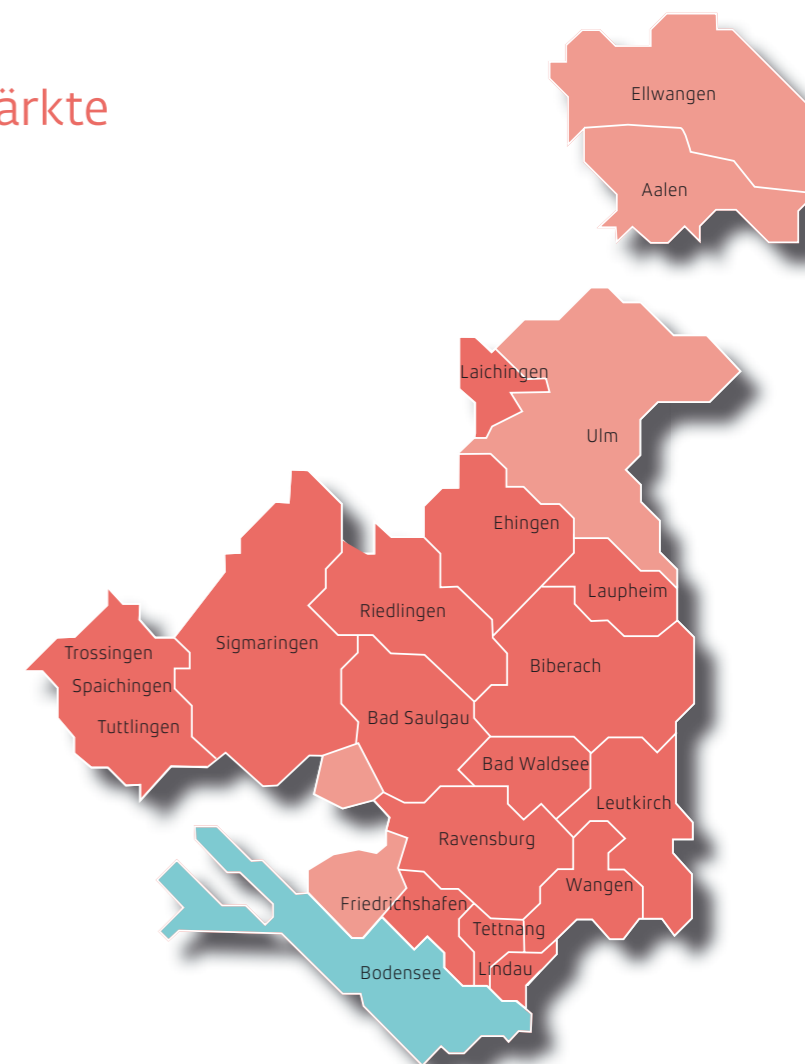 ärkte
Ellwangen
Aalen
Laichingen
Ulm
Ehingen
Laupheim
Riedlingen
Sigmaringen
Trossingen
Biberach
Spaichingen
Bad Saulgau
Tuttlingen
Bad Waldsee
Leutkirch
Ravensburg
Wangen
Friedrichshafen
Tettnang
Lindau
Bodensee